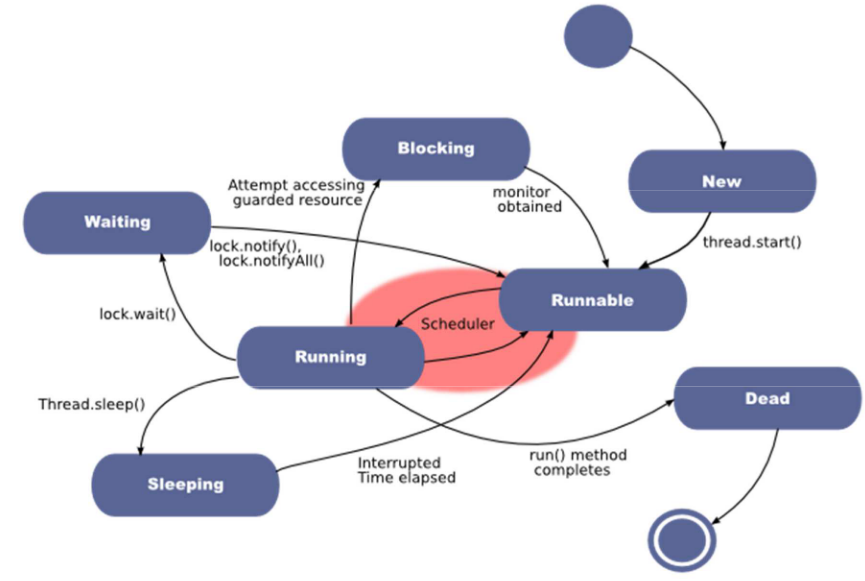 Blocking
Attempt accessing
guarded resource
monitor
obtained
New
Waiting
lock.notify(),
lock.notifyAll()
thread.start()
Runnable
lock.wait()
Scheduler
Running
Thread.sleep()
Dead
Sleeping
Interrupted
Time elapsed
run() method
completes